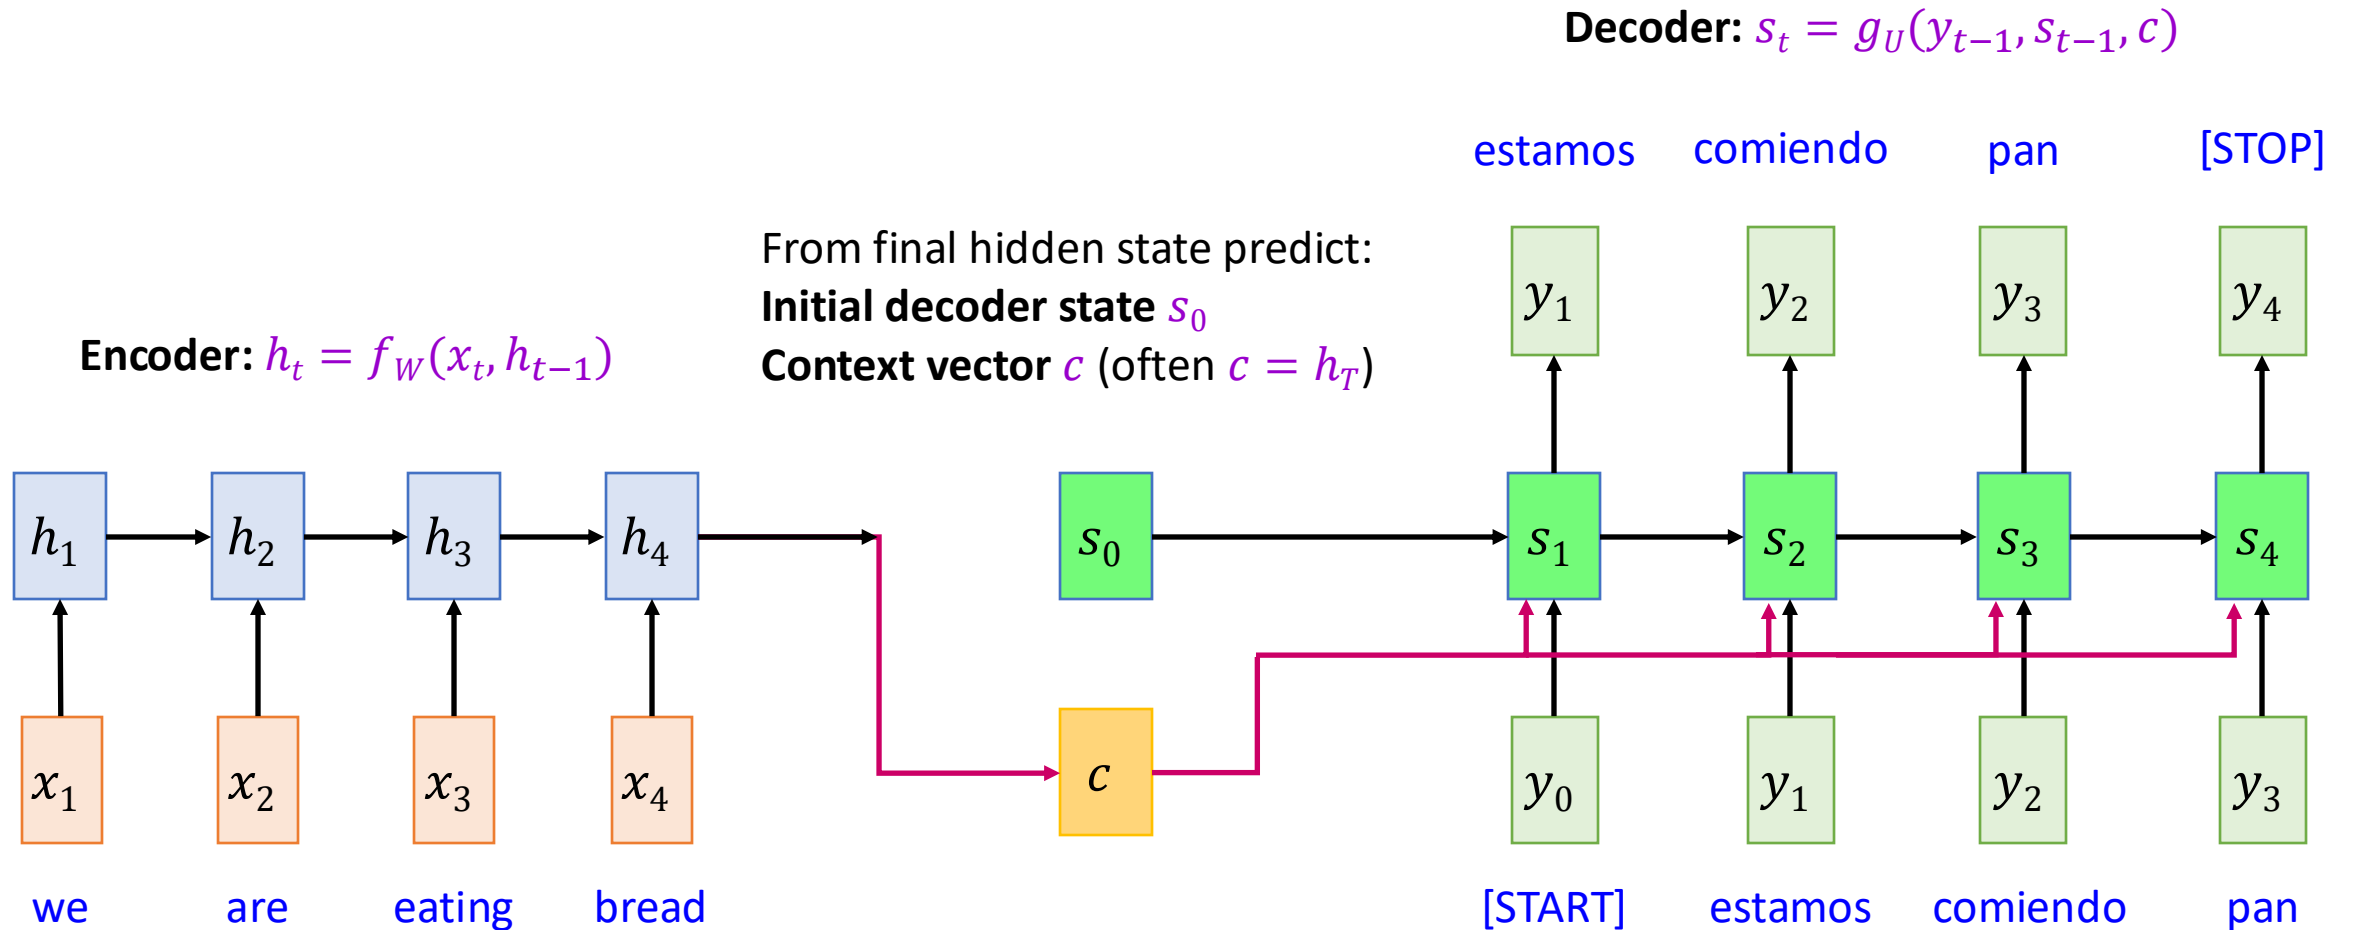 Decoder: s_t = g_U(y_{t−1}, s_{t−1}, c)
estamos comiendo pan [STOP]
From final hidden state predict:
Initial decoder state s_0
Context vector c (often c = h_T)
Encoder: h_t = f_W(x_t, h_{t−1})
y_1 y_2 y_3 y_4
h_1 h_2 h_3 h_4 s_0 s_1 s_2 s_3 s_4
x_1 x_2 x_3 x_4 c y_0 y_1 y_2 y_3
we are eating bread [START] estamos comiendo pan